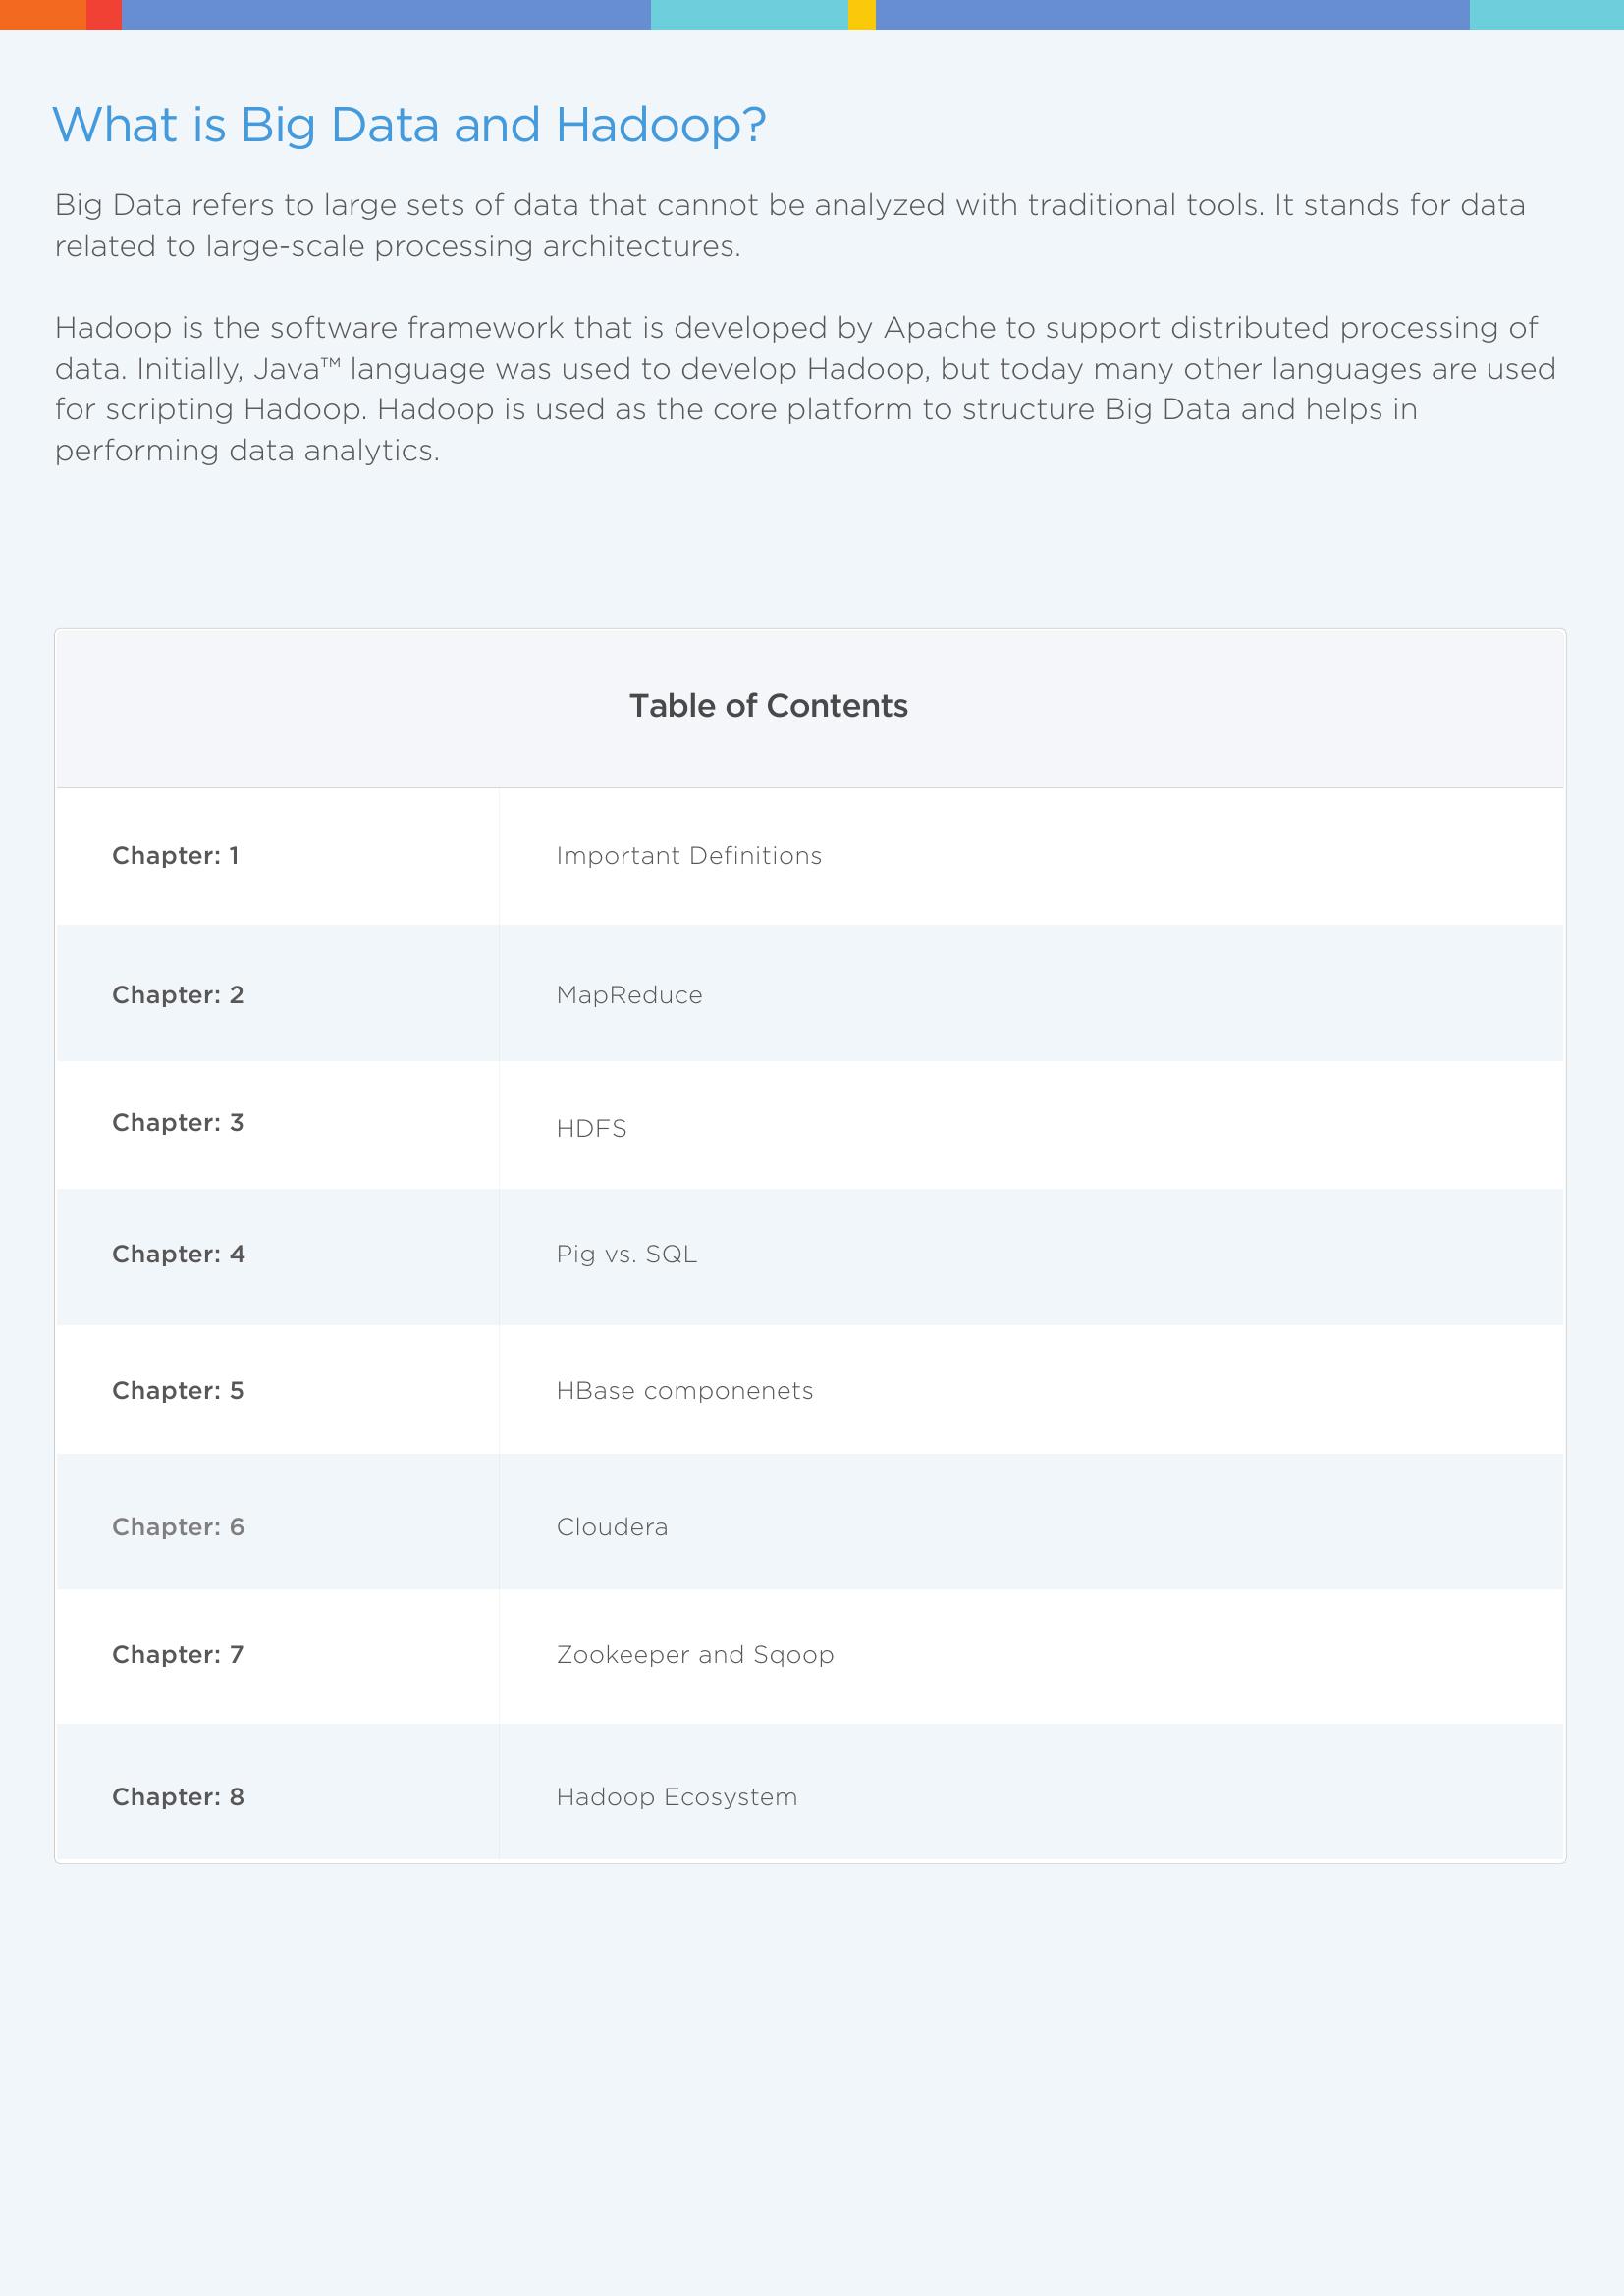 What is Big Data and Hadoop?
Big Data refers to large sets of data that cannot be analyzed with traditional tools. It stands for data
related to large-scale processing architectures.
Hadoop is the software framework that is developed by Apache to support distributed processing of
data. Initially, Java™ language was used to develop Hadoop, but today many other languages are used
for scripting Hadoop. Hadoop is used as the core platform to structure Big Data and helps in
performing data analytics.
Table of Contents
Chapter: 1 Important Definitions
Chapter: 2 MapReduce
Chapter: 3 HDFS
Chapter: 4 Pig vs. SQL
Chapter: 5 HBase componenets
Chapter: 6 Cloudera
Chapter: 7 Zookeeper and Sqoop
Chapter: 8 Hadoop Ecosystem